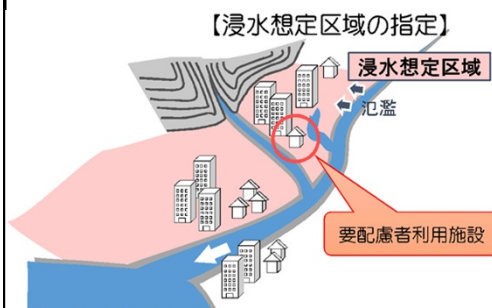 【浸水想定区域の指定】
浸水想定区域
氾濫
要配慮者利用施設